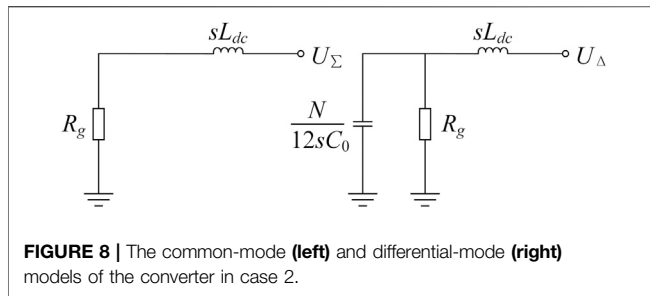 sL_dc
U_Σ
sL_dc
U_Δ
R_g
N
12sC_0
R_g
FIGURE 8 | The common-mode (left) and differential-mode (right)
models of the converter in case 2.